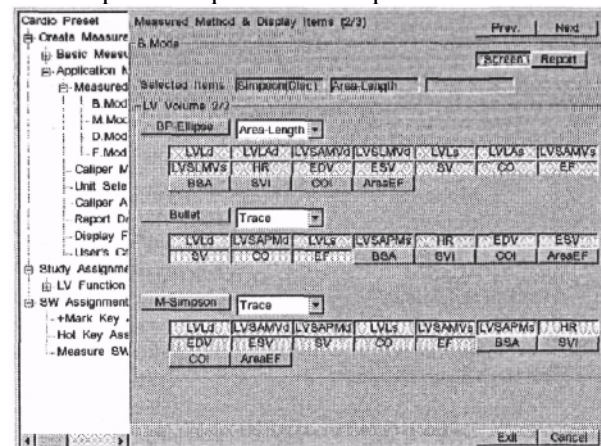 Cardio Preset
Create Measure
Basic Measu
Application M
Measured
B.Mod
M.Moc
D.Mod
F.Mod
Caliper M
Unit Sele
Caliper A
Report Da
Display F
User's Ca
Study Assignme
LV Function
SW Assignment
+Mark Key
Hot Key Ass
Measure SW
Measured Method & Display Items (2/3)
Prev. Next
B.Mode
Screen Report
Selected Items Simpson(Disc) Area-Length
LV Volume 2/2
BP-Ellipse Area-Length
LVLd LVLAd LVSAMVd LVSLMVd LVLs LVLAs LVSAMVs
LVSLMVs HR EDV ESV SV CO EF
BSA SVI COI AreaEF
Bullet Trace
LVLd LVSAPMd LVLs LVSAPMs HR EDV ESV
SV CO EF BSA SVI COI AreaEF
M-Simpson Trace
LVLd LVSAMVd LVSAPMd LVLs LVSAMVs LVSAPMs HR
EDV ESV SV CO EF BSA SVI
COI AreaEF
Exit Cancel